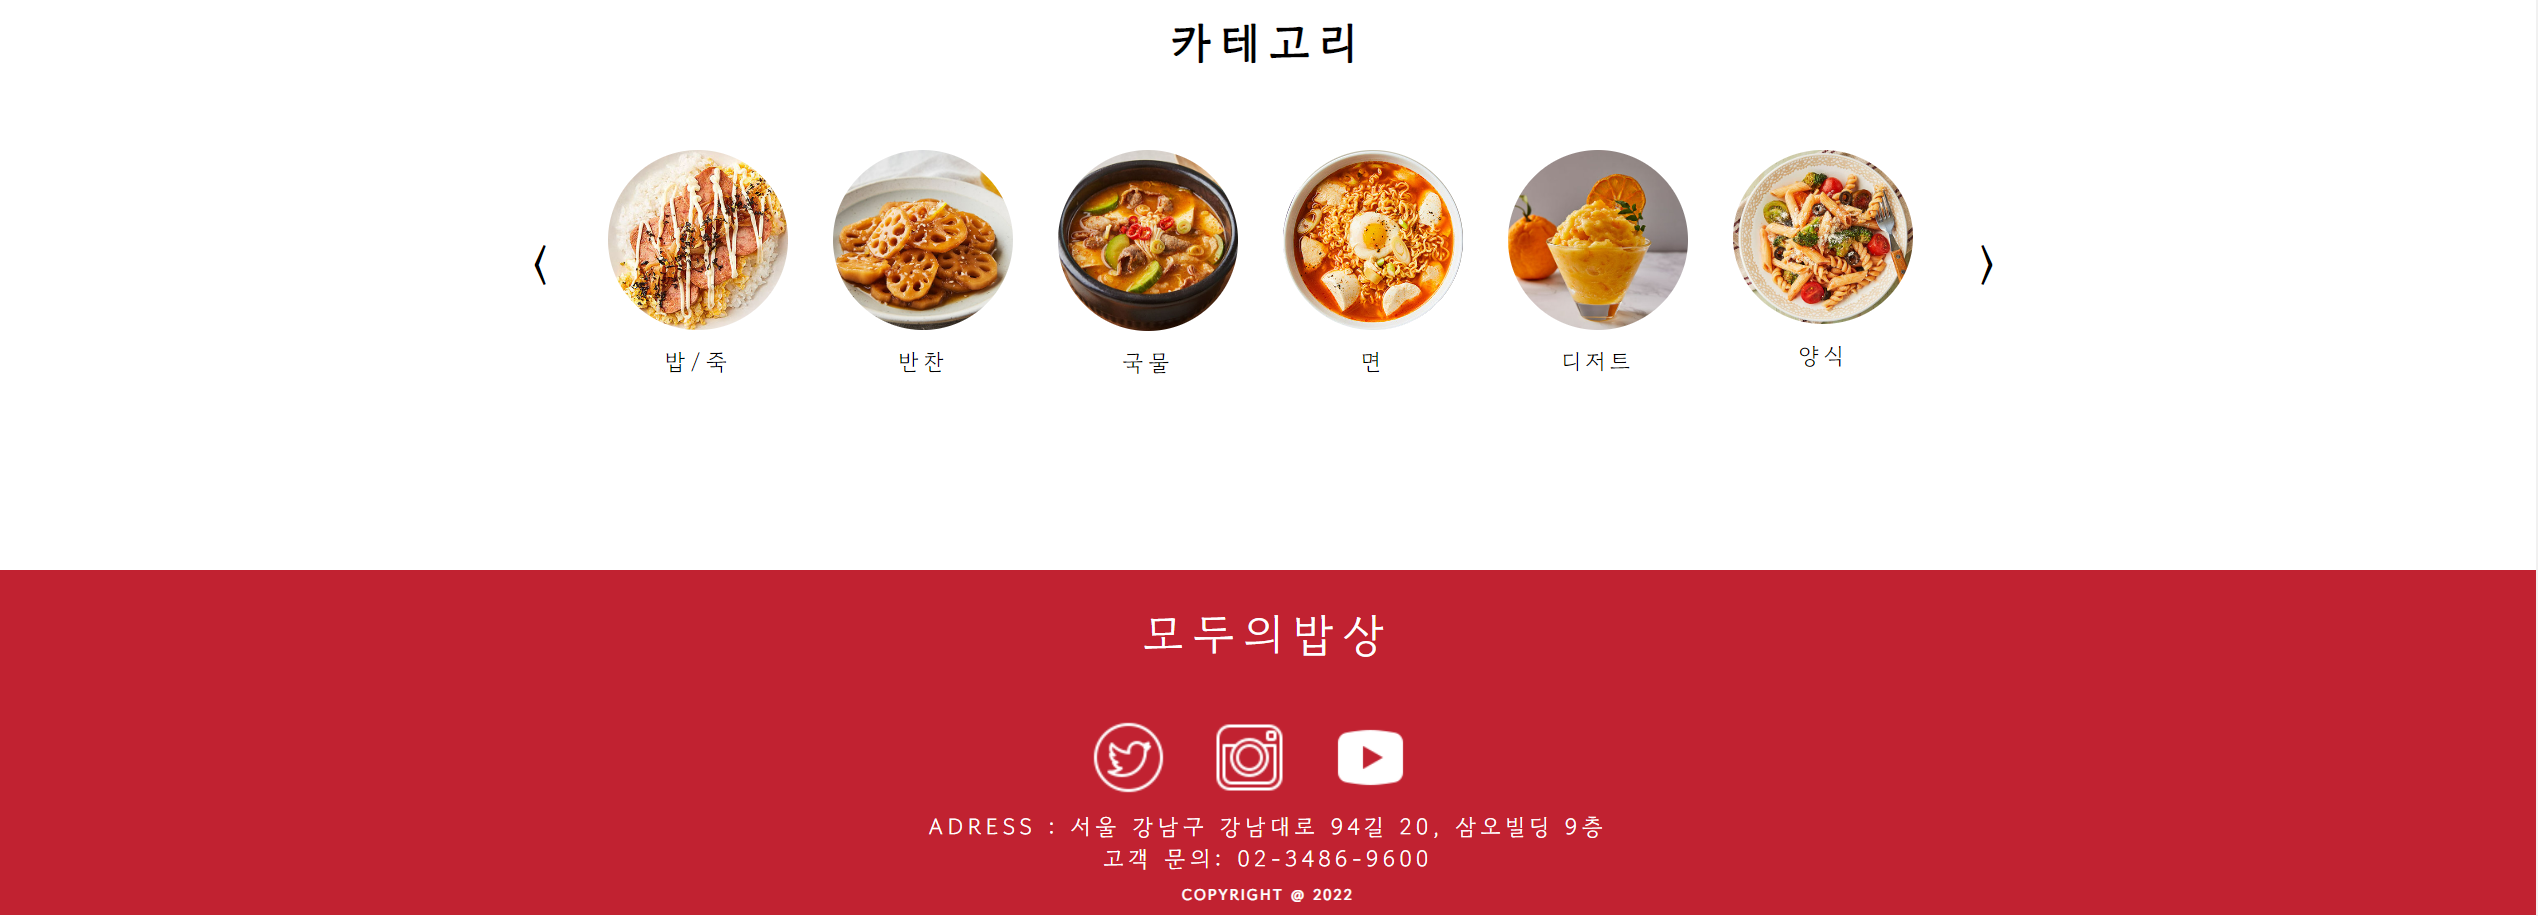 카테고리
밥/죽 반찬 국물 면 디저트 양식
모두의밥상
ADRESS : 서울 강남구 강남대로 94길 20, 삼오빌딩 9층
고객 문의: 02-3486-9600
COPYRIGHT @ 2022